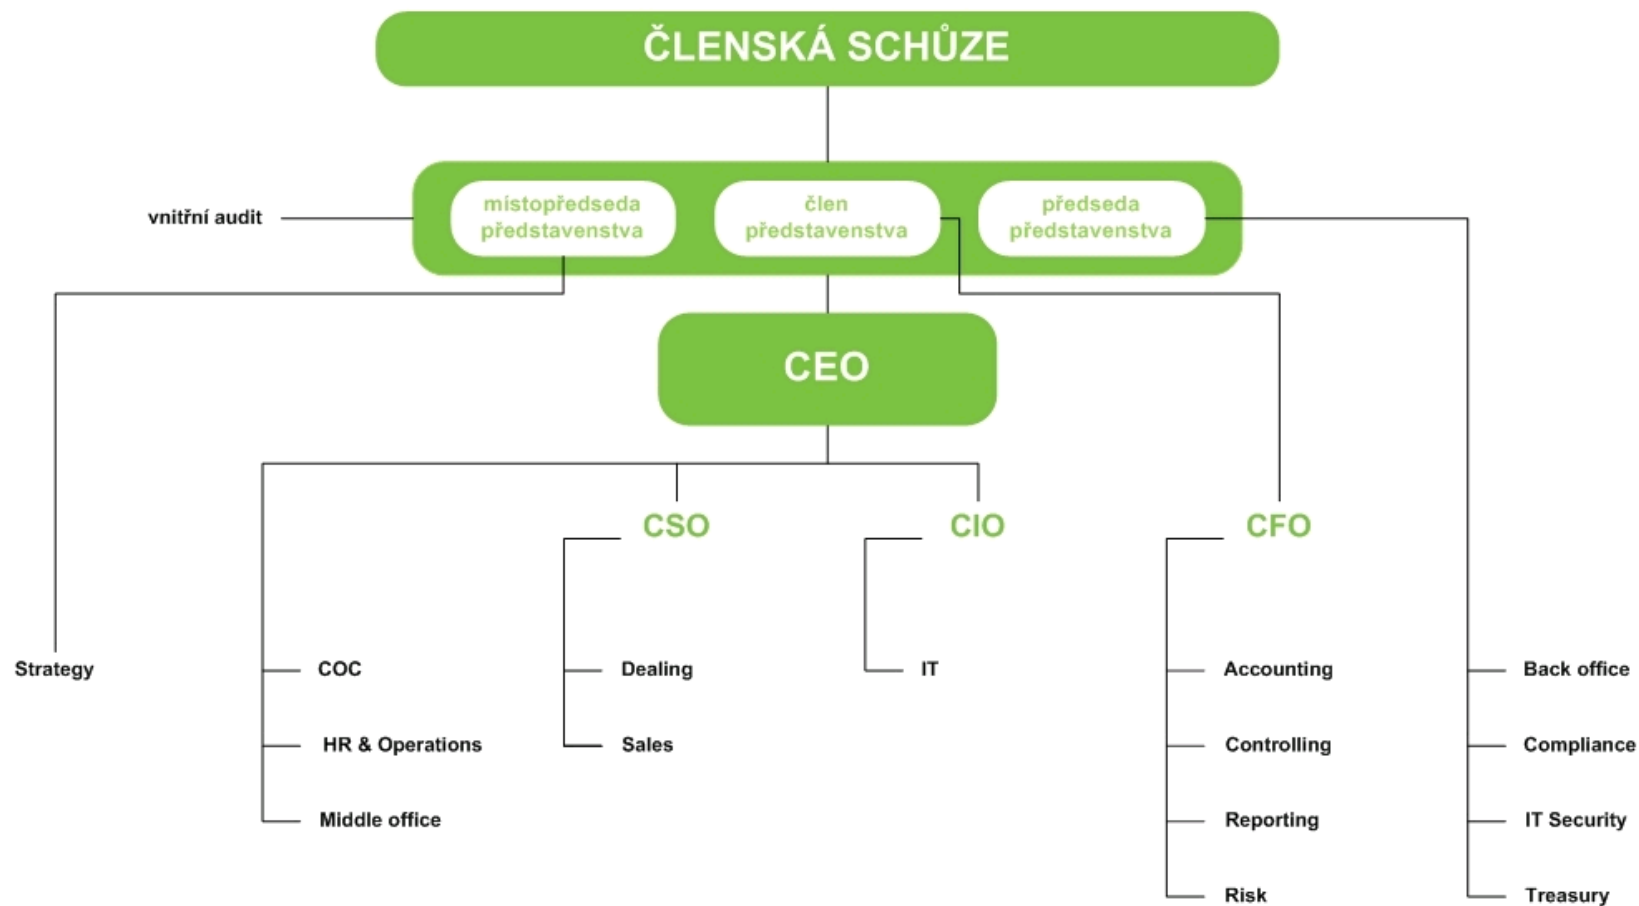 ČLENSKÁ SCHŮZE
vnitřní audit
místopředseda
představenstva
člen
představenstva
předseda
představenstva
CEO
CSO
CIO
CFO
Strategy
COC
Dealing
IT
Accounting
Back office
HR & Operations
Sales
Controlling
Compliance
Middle office
Reporting
IT Security
Risk
Treasury